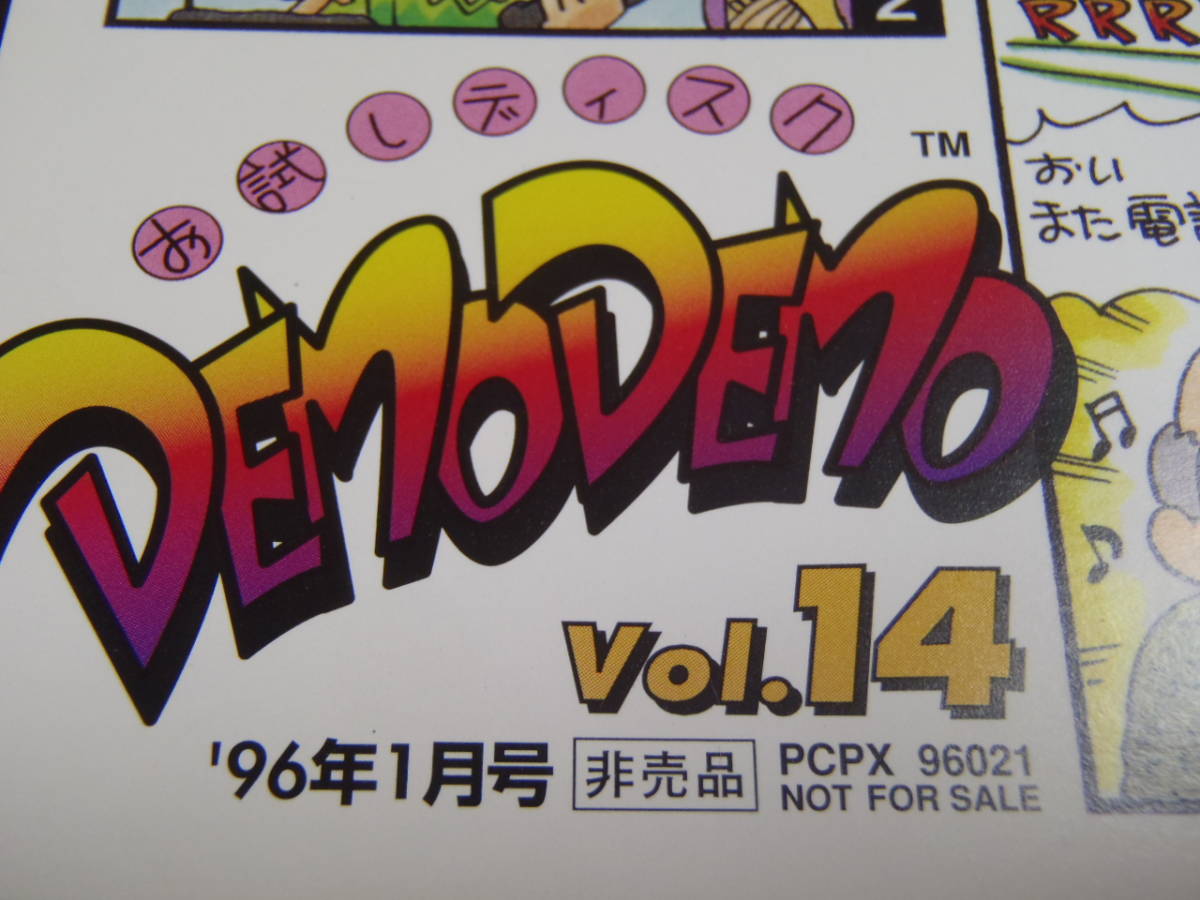 2
RRR
お試しディスク
TM
DEMODEMO
おい
また電
Vol.14
'96年1月号
非売品
PCPX 96021
NOT FOR SALE